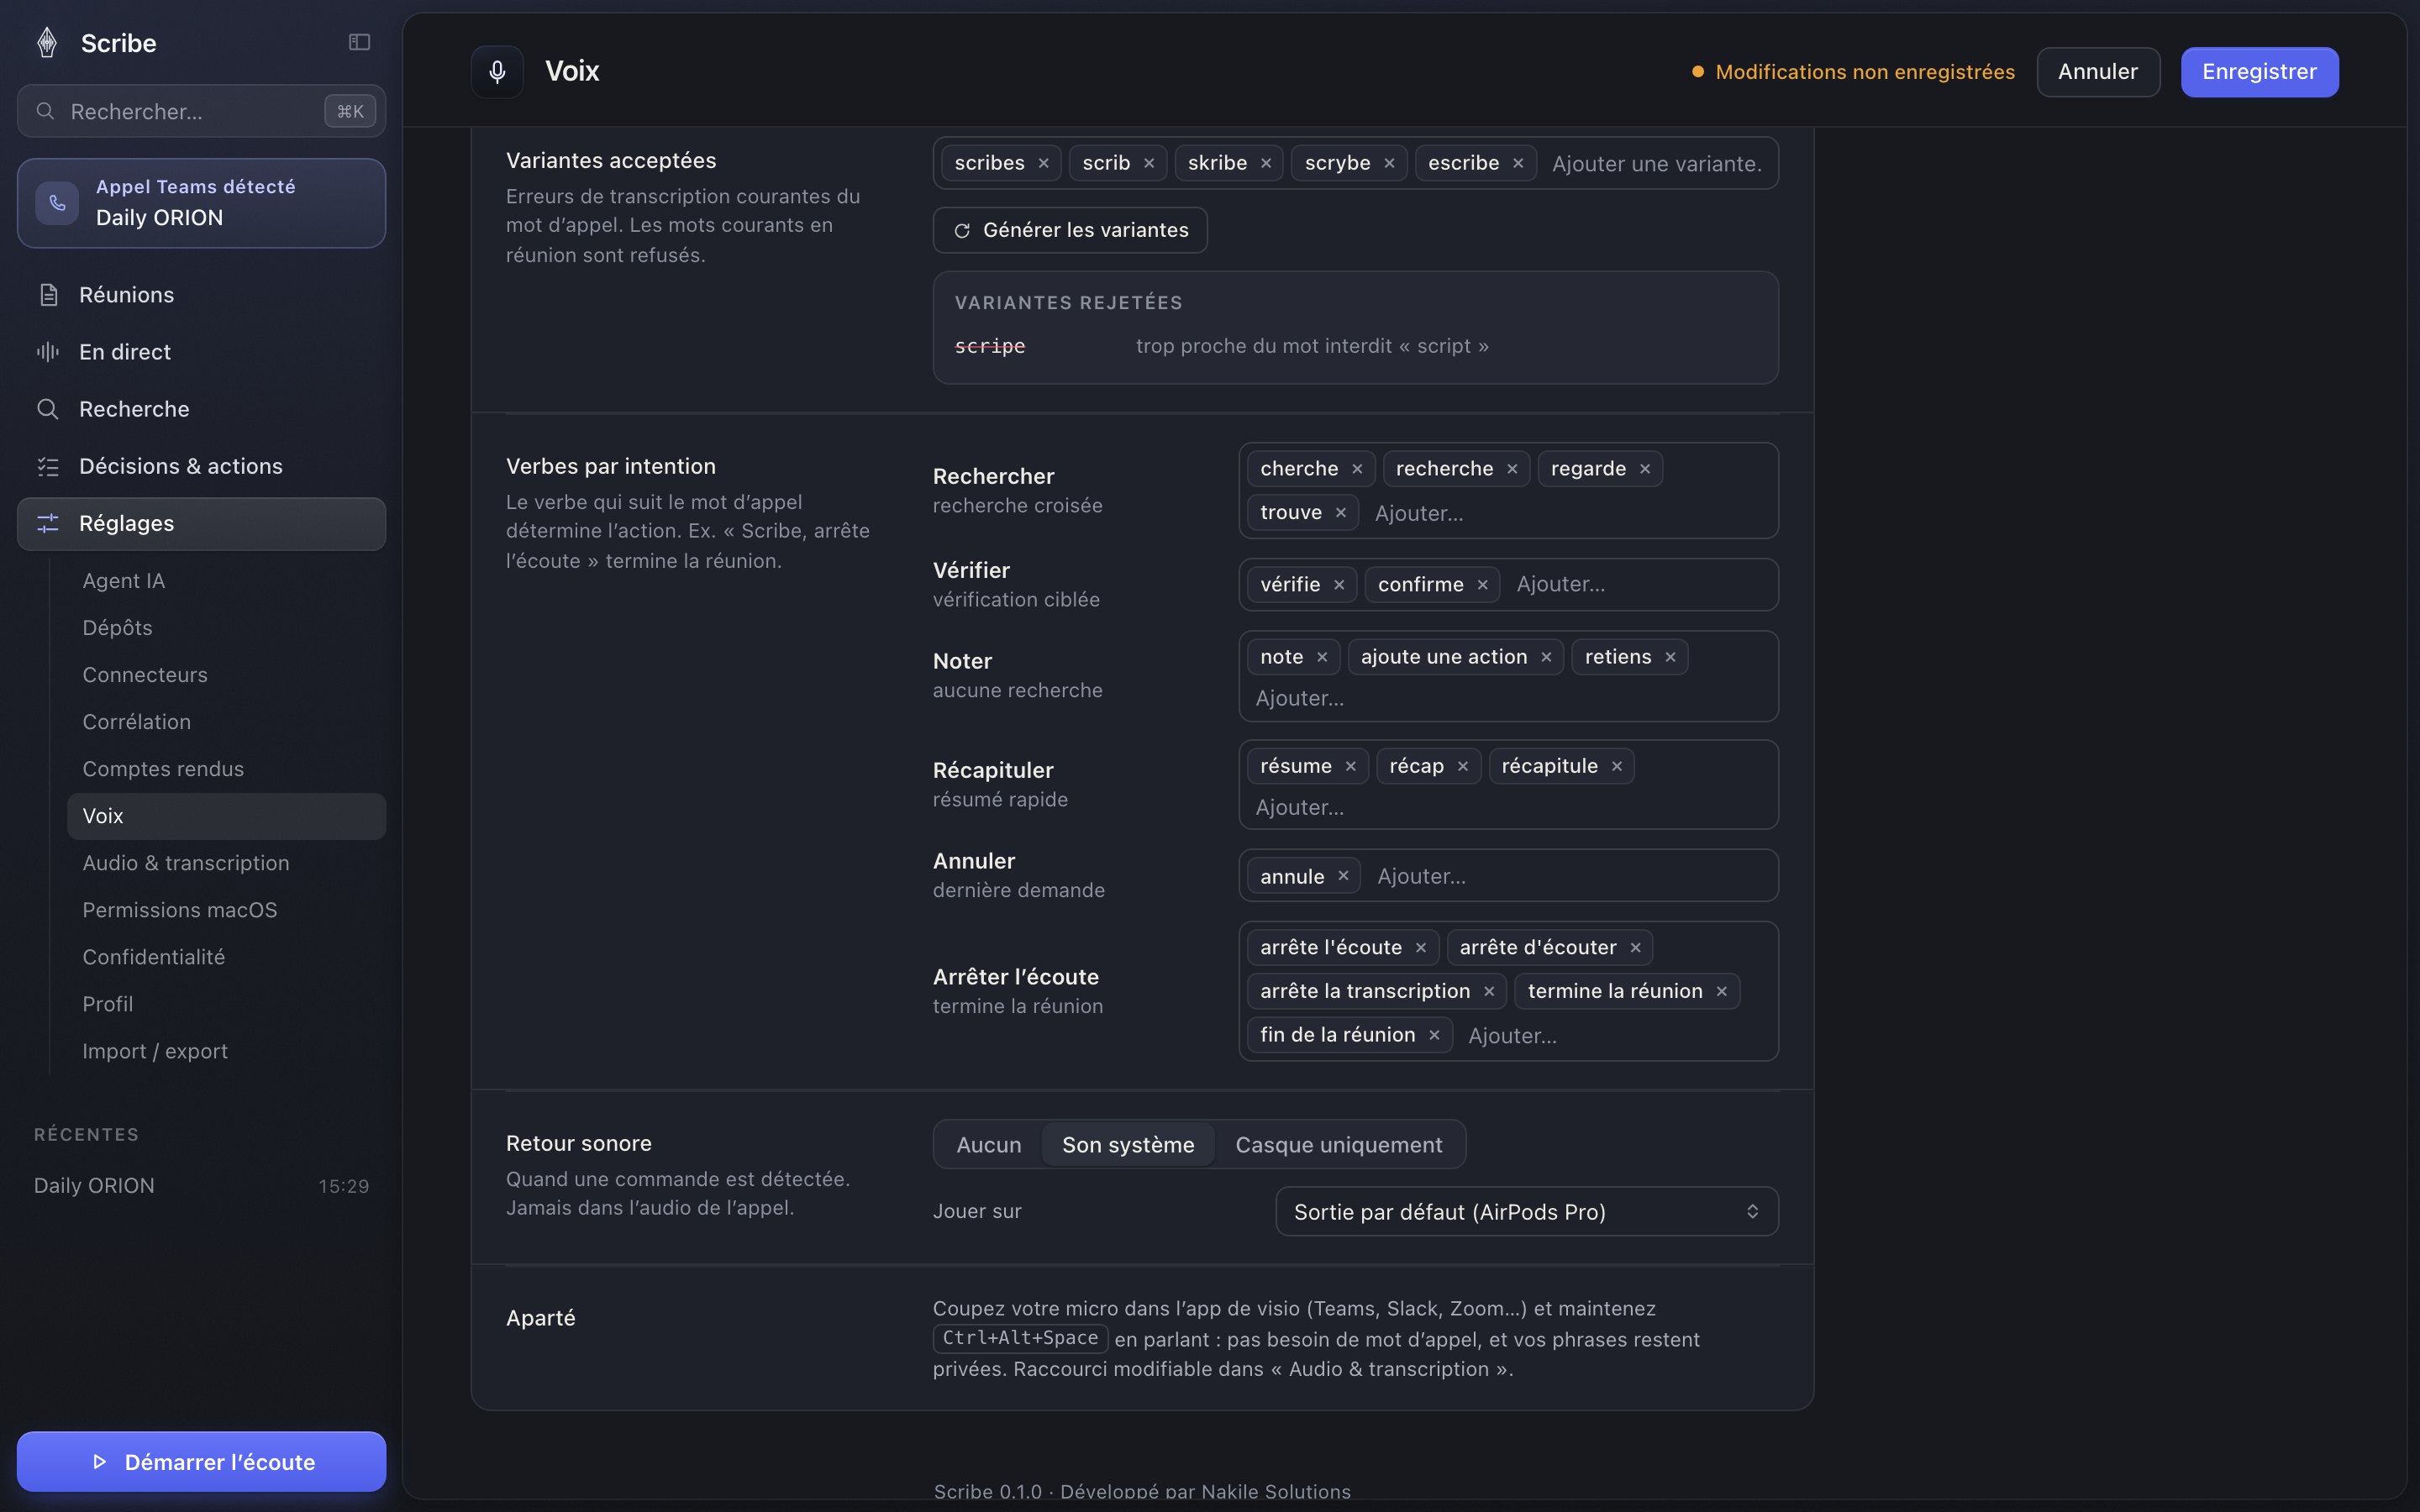 Scribe
Rechercher...
⌘K
Appel Teams détecté
Daily ORION
Réunions
En direct
Recherche
Décisions & actions
Réglages
Agent IA
Dépôts
Connecteurs
Corrélation
Comptes rendus
Voix
Audio & transcription
Permissions macOS
Confidentialité
Profil
Import / export
RÉCENTES
Daily ORION 15:29
Démarrer l’écoute
Voix
Modifications non enregistrées
Annuler
Enregistrer
Variantes acceptées
Erreurs de transcription courantes du
mot d’appel. Les mots courants en
réunion sont refusés.
scribes × scrib × skribe × scrybe × escribe × Ajouter une variante.
Générer les variantes
VARIANTES REJETÉES
scripe trop proche du mot interdit « script »
Verbes par intention
Le verbe qui suit le mot d’appel
détermine l’action. Ex. « Scribe, arrête
l’écoute » termine la réunion.
Rechercher
recherche croisée
cherche × recherche × regarde ×
trouve × Ajouter...
Vérifier
vérification ciblée
vérifie × confirme × Ajouter...
Noter
aucune recherche
note × ajoute une action × retiens ×
Ajouter...
Récapituler
résumé rapide
résume × récap × récapitule ×
Ajouter...
Annuler
dernière demande
annule × Ajouter...
Arrêter l’écoute
termine la réunion
arrête l'écoute × arrête d'écouter ×
arrête la transcription × termine la réunion ×
fin de la réunion × Ajouter...
Retour sonore
Quand une commande est détectée.
Jamais dans l’audio de l’appel.
Aucun Son système Casque uniquement
Jouer sur
Sortie par défaut (AirPods Pro)
Aparté
Coupez votre micro dans l’app de visio (Teams, Slack, Zoom…) et maintenez
Ctrl+Alt+Space en parlant : pas besoin de mot d’appel, et vos phrases restent
privées. Raccourci modifiable dans « Audio & transcription ».
Scribe 0.1.0 · Développé par Nakile Solutions